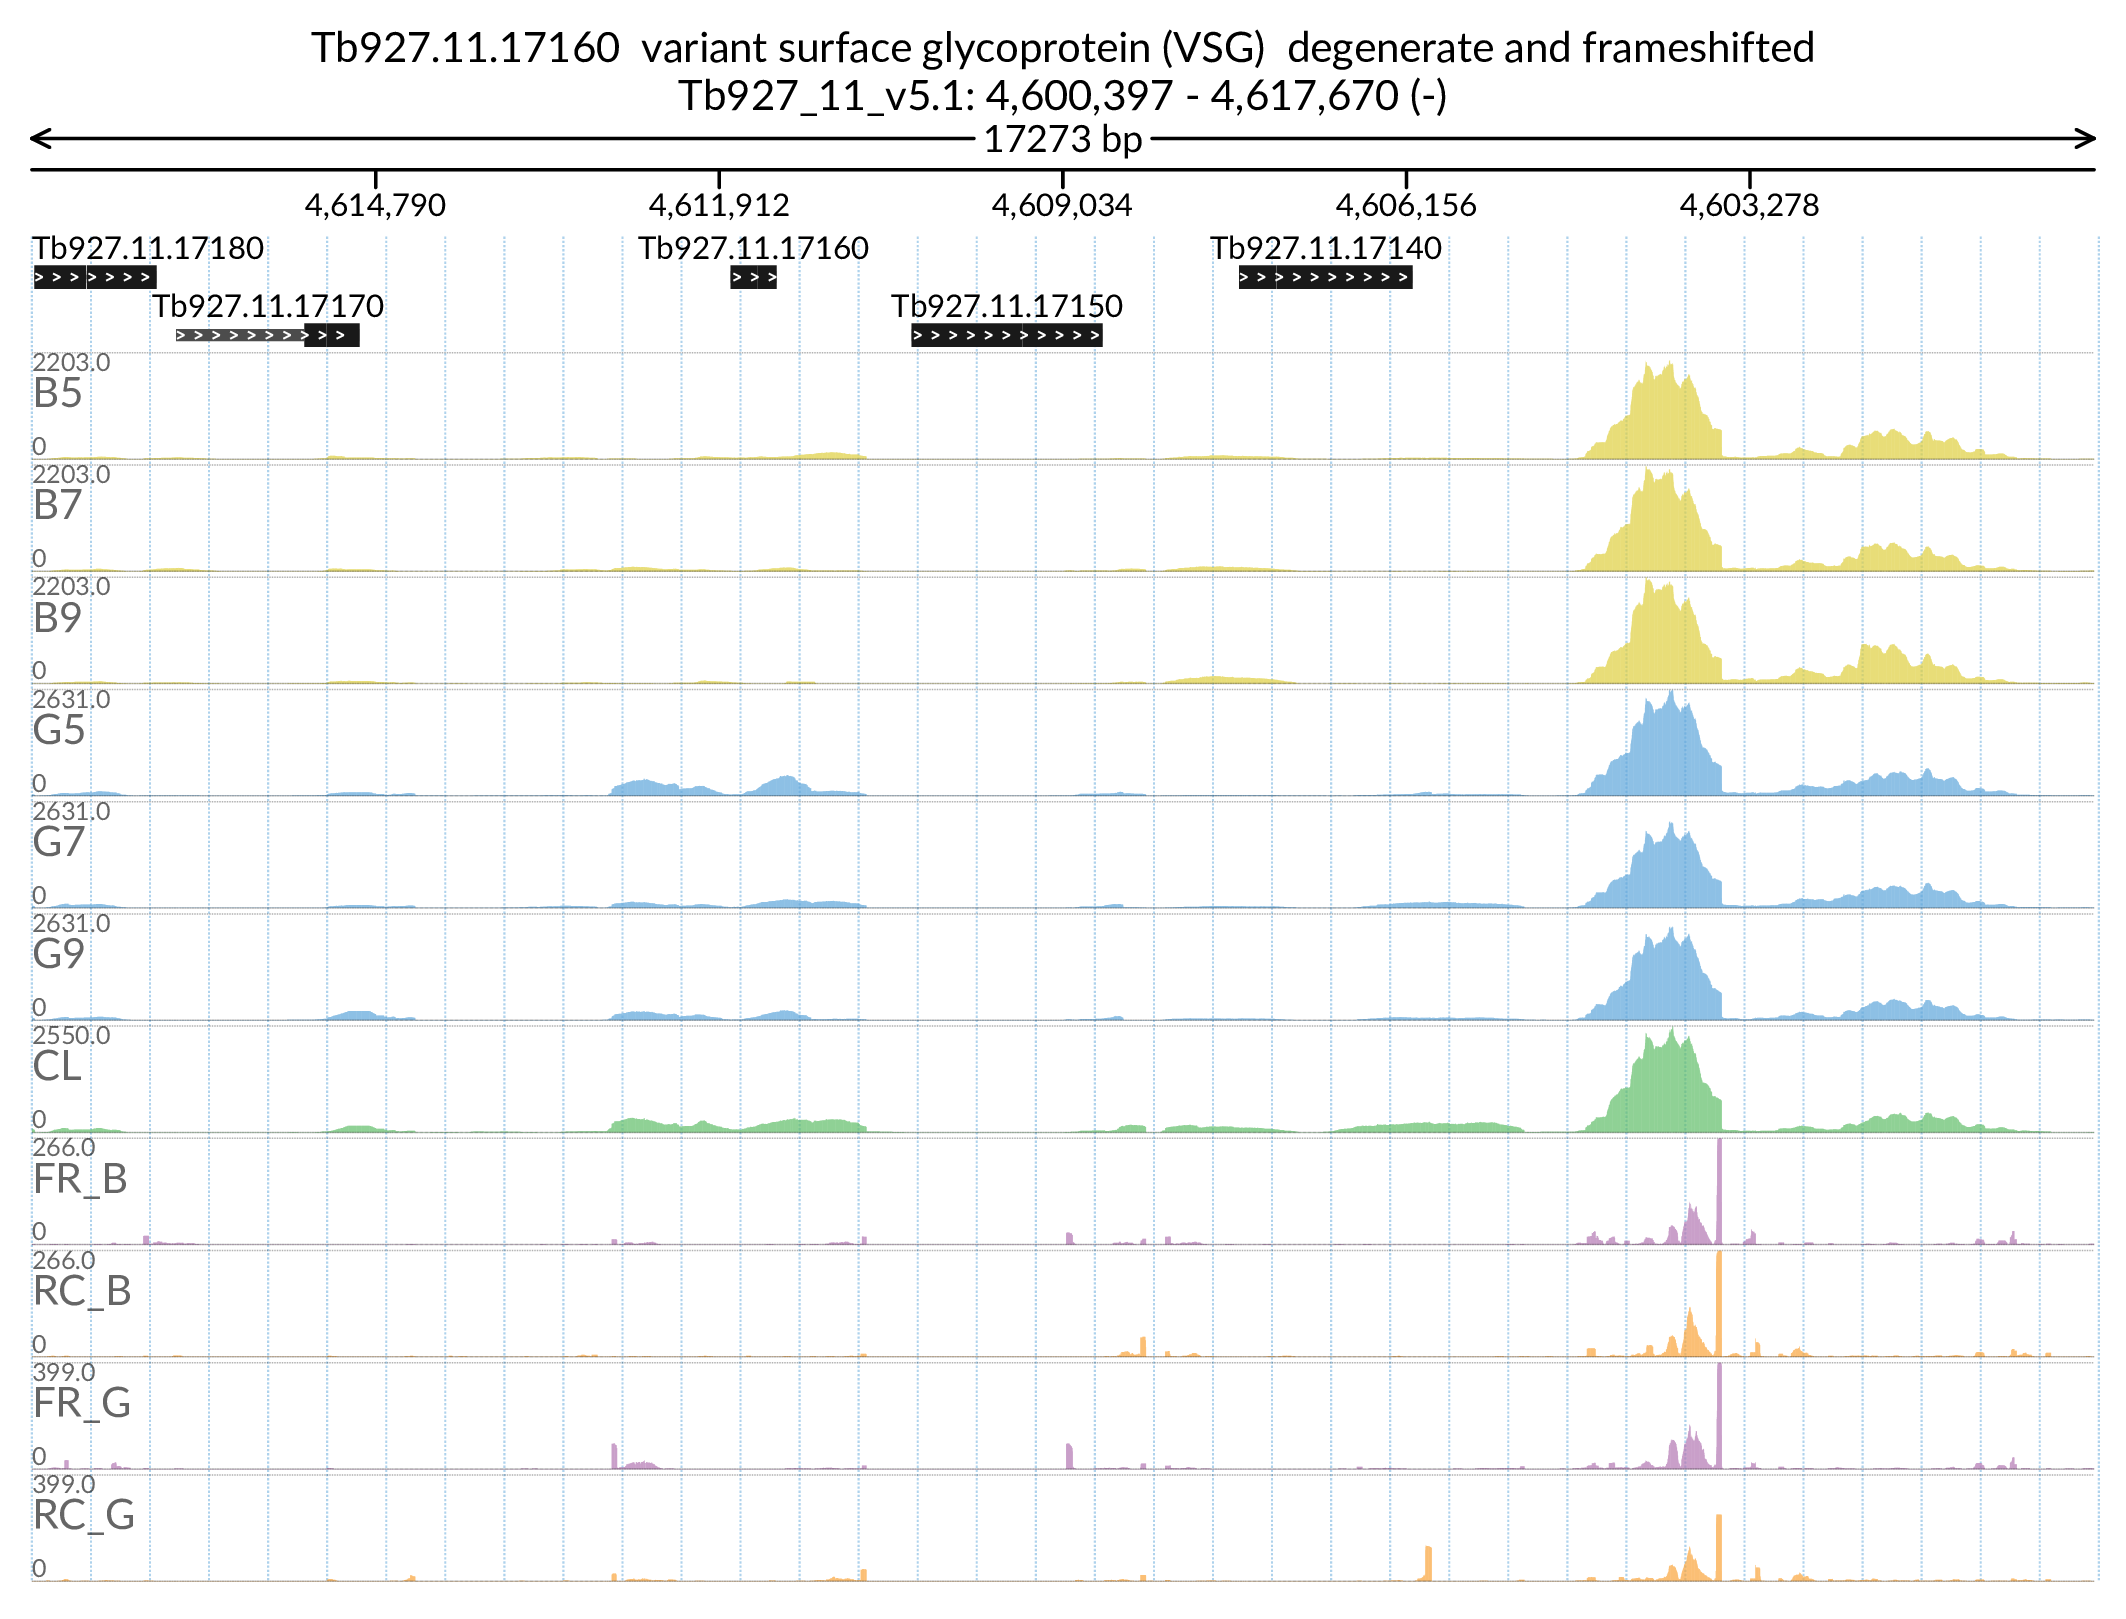 Tb927.11.17160  variant surface glycoprotein (VSG)  degenerate and frameshifted
Tb927_11_v5.1: 4,600,397 - 4,617,670 (-)
17273 bp
4,614,790 4,611,912 4,609,034 4,606,156 4,603,278
Tb927.11.17180 Tb927.11.17160 Tb927.11.17140
Tb927.11.17170 Tb927.11.17150
2203.0
B5
0
2203.0
B7
0
2203.0
B9
0
2631.0
G5
0
2631.0
G7
0
2631.0
G9
0
2550.0
CL
0
266.0
FR_B
0
266.0
RC_B
0
399.0
FR_G
0
399.0
RC_G
0